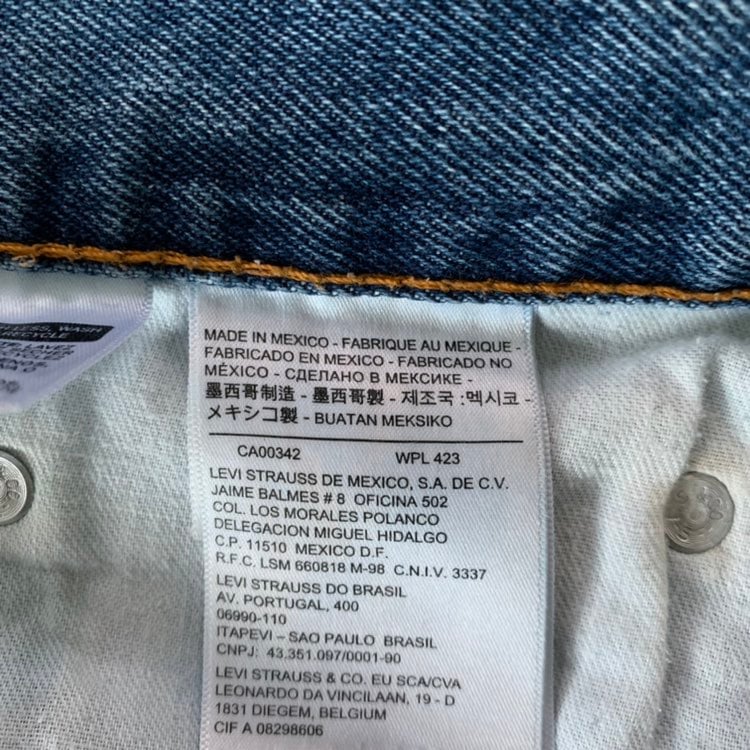 WASH
RECYCLE
MADE IN MEXICO - FABRIQUE AU MEXIQUE -
FABRICADO EN MEXICO - FABRICADO NO
MÉXICO - СДЕЛАНО В МЕКСИКЕ -
墨西哥制造 - 墨西哥製 - 제조국 :멕시코 -
メキシコ製 - BUATAN MEKSIKO
CA00342 WPL 423
LEVI STRAUSS DE MEXICO, S.A. DE C.V.
JAIME BALMES # 8 OFICINA 502
COL. LOS MORALES POLANCO
DELEGACION MIGUEL HIDALGO
C.P. 11510 MEXICO D.F.
R.F.C. LSM 660818 M-98 C.N.I.V. 3337
LEVI STRAUSS DO BRASIL
AV. PORTUGAL, 400
06990-110
ITAPEVI – SAO PAULO BRASIL
CNPJ: 43.351.097/0001-90
LEVI STRAUSS & CO. EU SCA/CVA
LEONARDO DA VINCILAAN, 19 - D
1831 DIEGEM, BELGIUM
CIF A 08298606